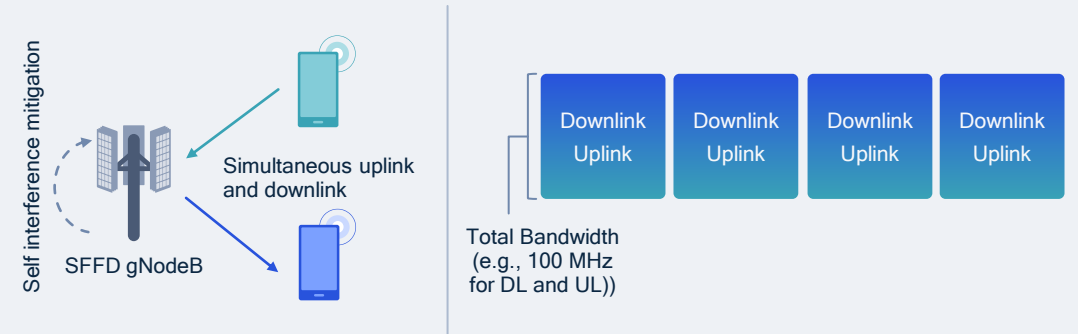 Self interference mitigation
Simultaneous uplink
and downlink
SFFD gNodeB
Downlink
Uplink
Downlink
Uplink
Downlink
Uplink
Downlink
Uplink
Total Bandwidth
(e.g., 100 MHz
for DL and UL))